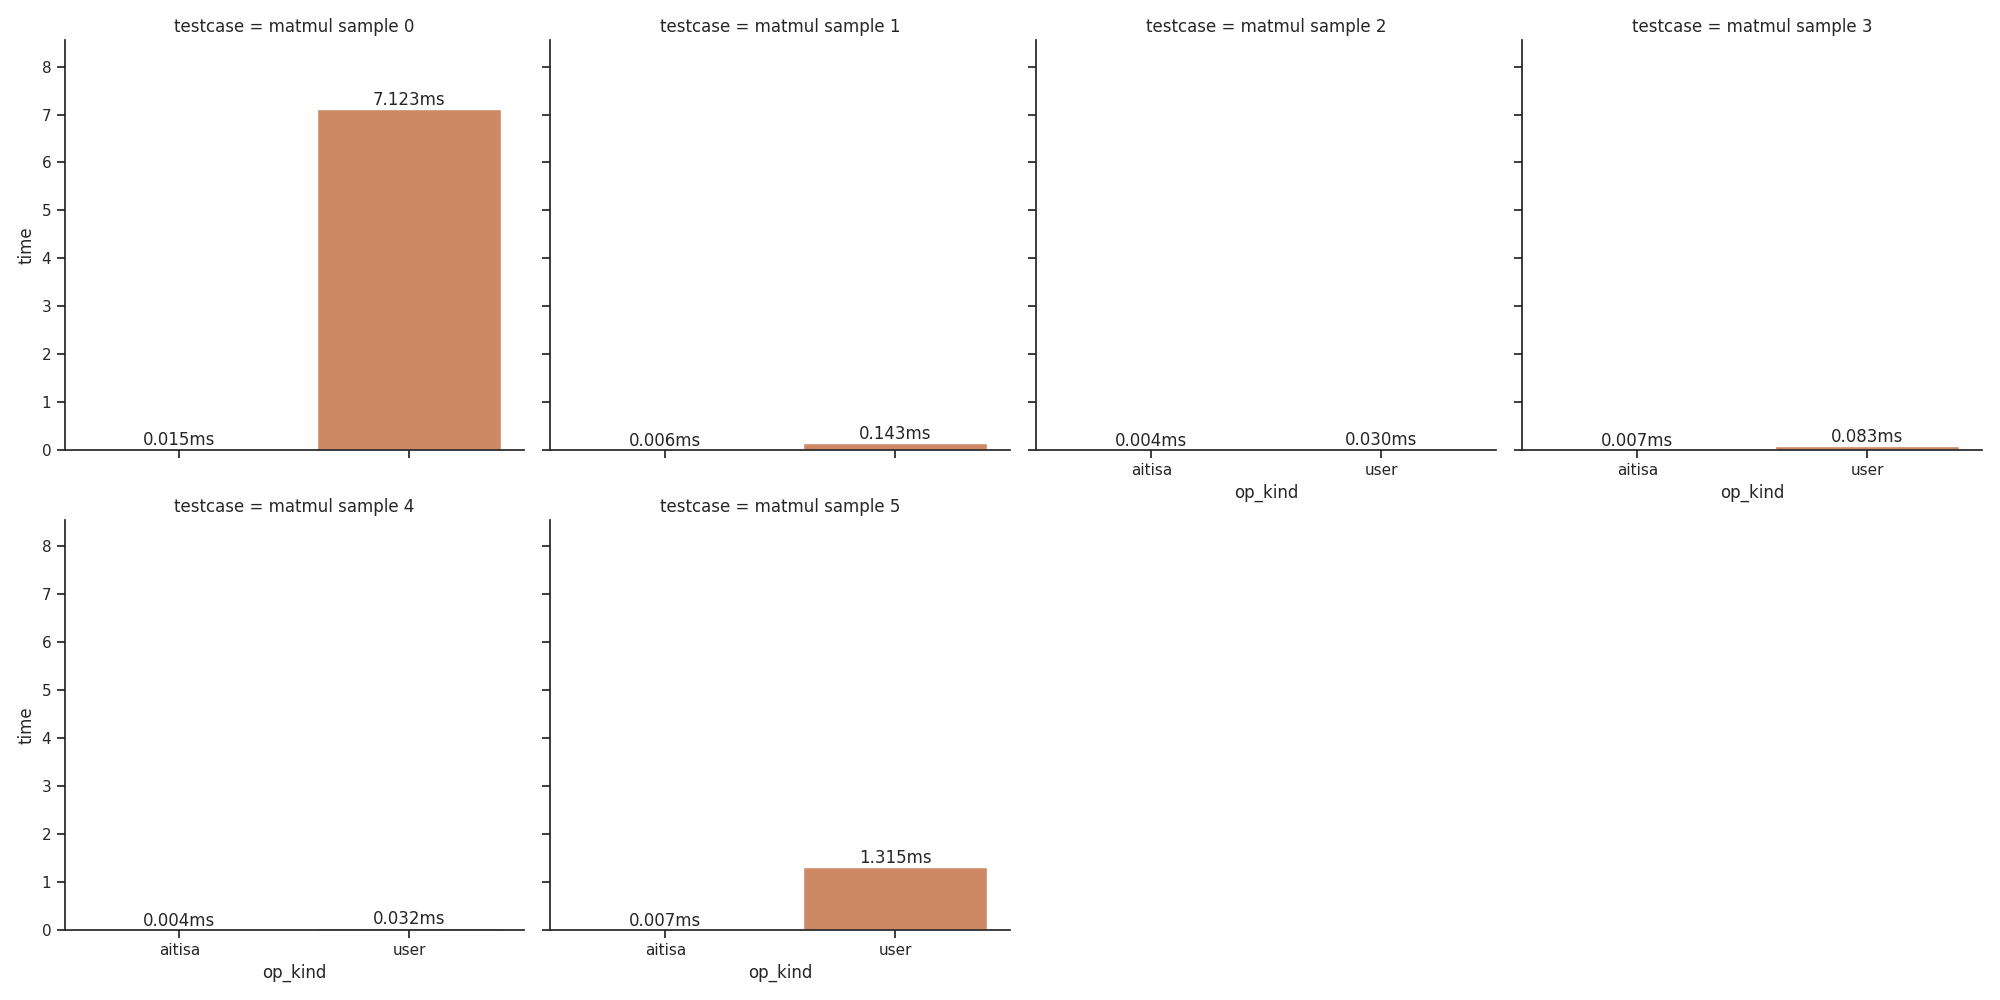 testcase = matmul sample 0
testcase = matmul sample 1
testcase = matmul sample 2
testcase = matmul sample 3
8
7
6
5
4
3
2
1
0
time
0.015ms
7.123ms
0.006ms
0.143ms
0.004ms
0.030ms
aitisa
user
op_kind
0.007ms
0.083ms
aitisa
user
op_kind
testcase = matmul sample 4
testcase = matmul sample 5
8
7
6
5
4
3
2
1
0
time
0.004ms
0.032ms
aitisa
user
op_kind
0.007ms
1.315ms
aitisa
user
op_kind